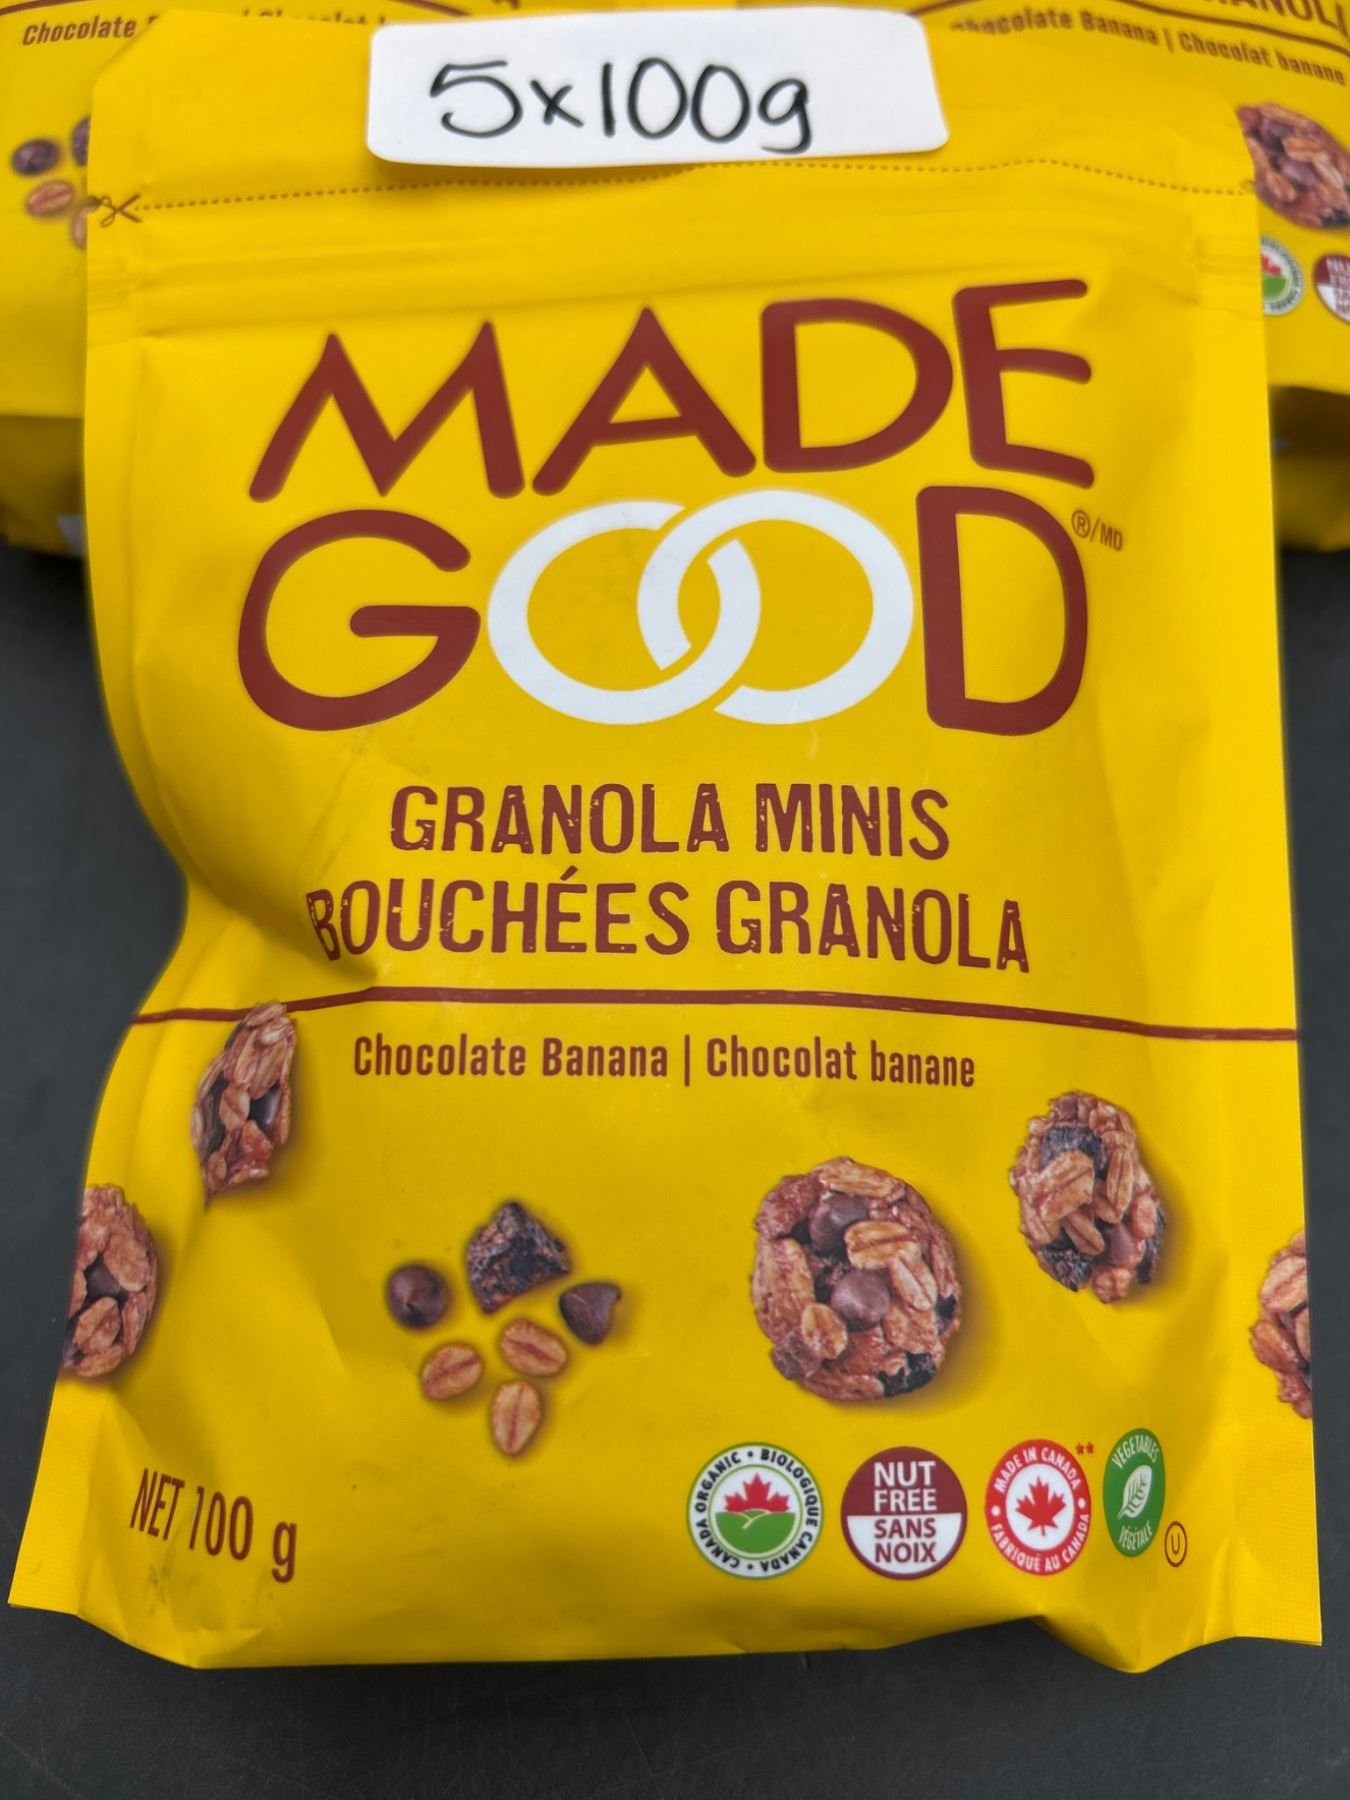 Chocolate
Chocolate Banana | Chocolat banane
5x100g
MADE
GOOD®/MD
GRANOLA MINIS
BOUCHÉES GRANOLA
Chocolate Banana | Chocolat banane
NET 100 g
CANADA ORGANIC • BIOLOGIQUE CANADA •
NUT
FREE
SANS
NOIX
MADE IN CANADA**
• FABRIQUÉ AU CANADA •
VEGETABLES
VÉGÉTALE
U